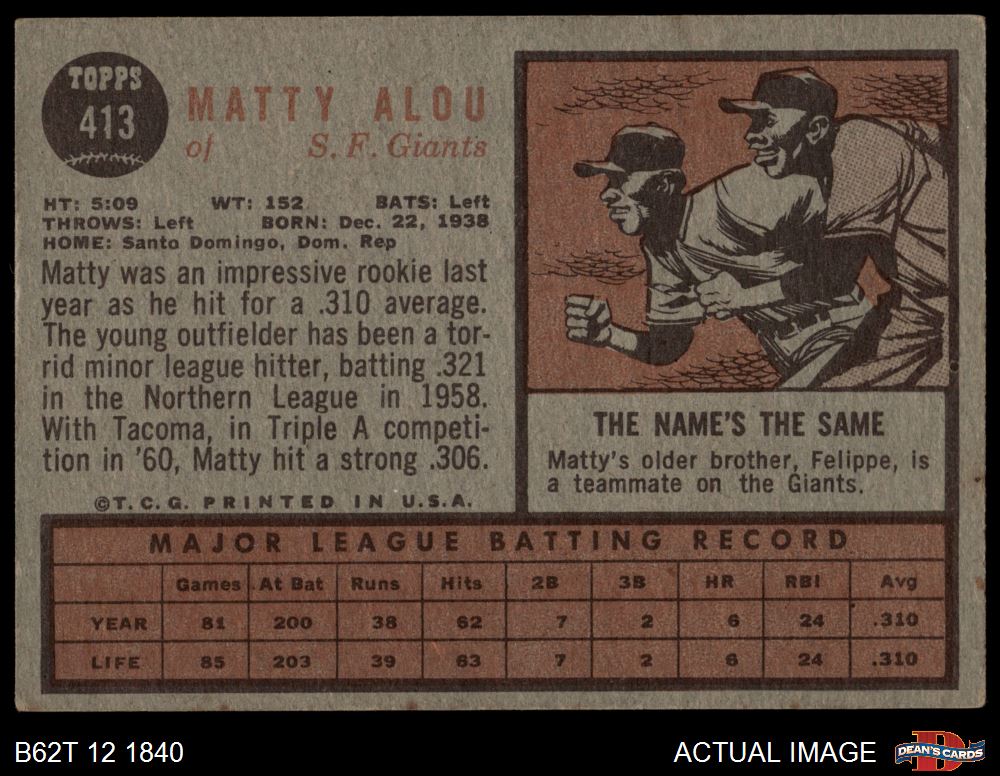 TOPPS
413
MATTY ALOU
of S. F. Giants
HT: 5:09 WT: 152 BATS: Left
THROWS: Left BORN: Dec. 22, 1938
HOME: Santo Domingo, Dom. Rep
Matty was an impressive rookie last
year as he hit for a .310 average.
The young outfielder has been a tor-
rid minor league hitter, batting .321
in the Northern League in 1958.
With Tacoma, in Triple A competi-
tion in '60, Matty hit a strong .306.
©T. C. G. PRINTED IN U.S.A.
THE NAME'S THE SAME
Matty's older brother, Felippe, is
a teammate on the Giants.
MAJOR LEAGUE BATTING RECORD
Games At Bat Runs Hits 2B 3B HR RBI Avg
YEAR 81 200 38 62 7 2 6 24 .310
LIFE 85 203 39 63 7 2 6 24 .310
B62T 12 1840
ACTUAL IMAGE
DEAN'S CARDS